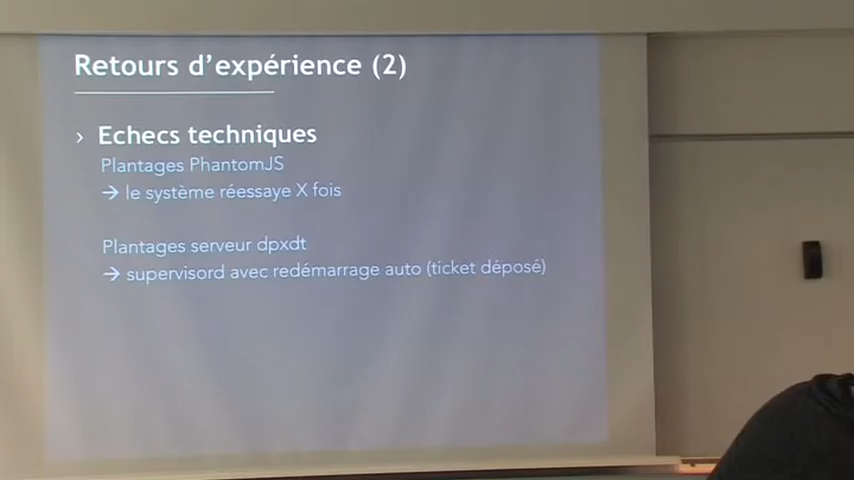 Retours d'expérience (2)
› Echecs techniques
Plantages PhantomJS
→ le système réessaye X fois
Plantages serveur dpxdt
→ supervisord avec redémarrage auto (ticket déposé)